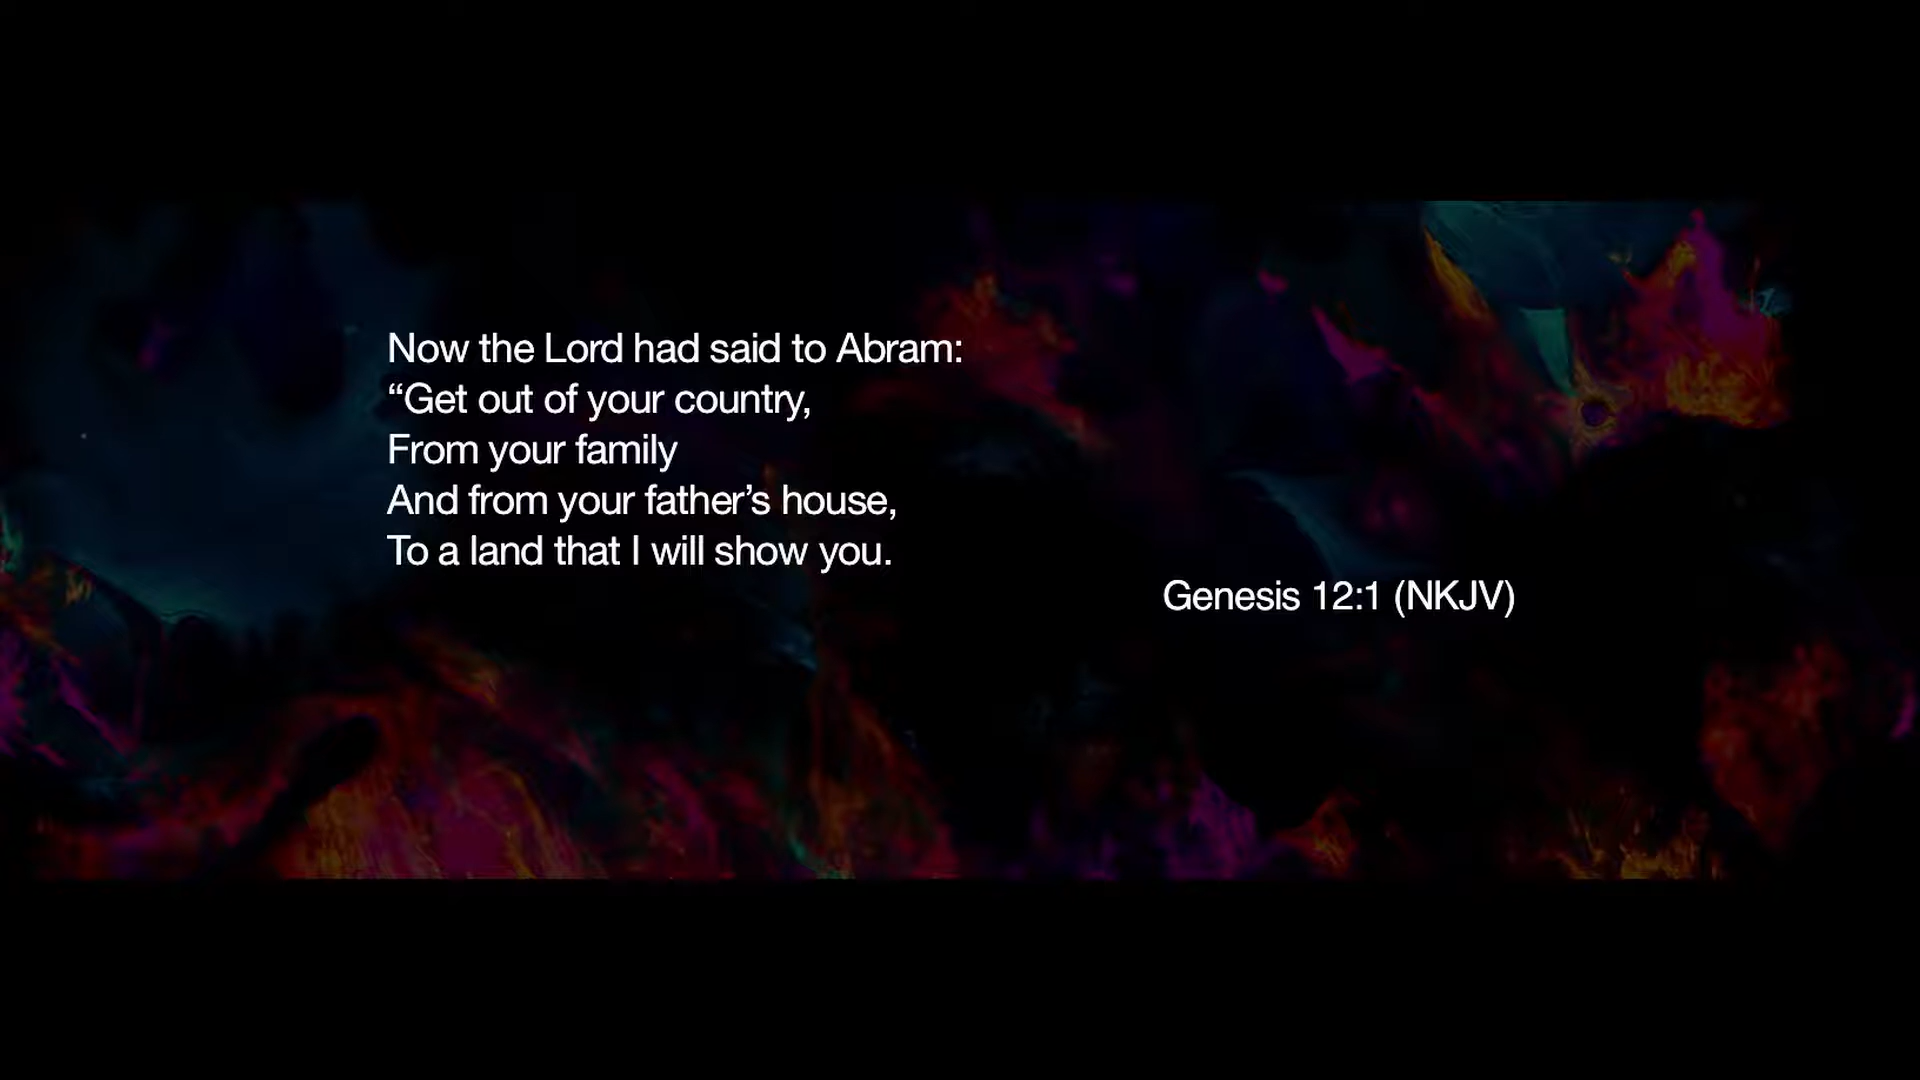 Now the Lord had said to Abram:
“Get out of your country,
From your family
And from your father’s house,
To a land that I will show you.
Genesis 12:1 (NKJV)